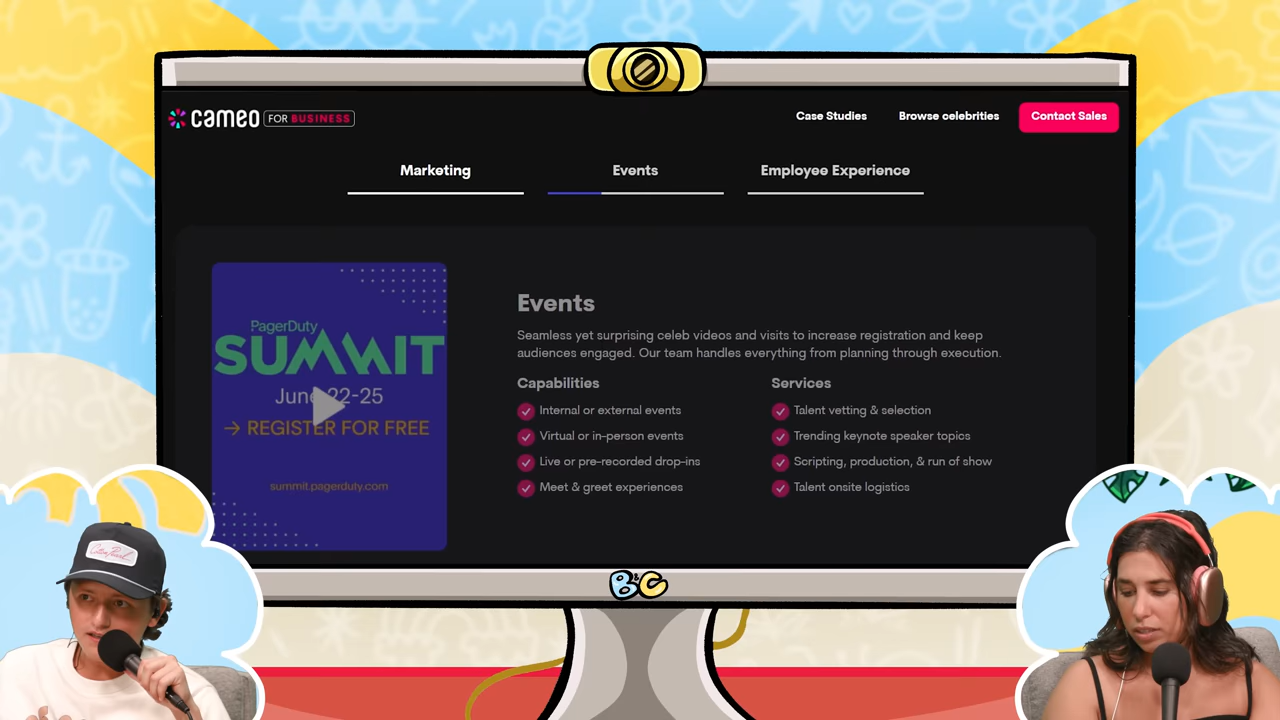 cameo FOR BUSINESS
Case Studies
Browse celebrities
Contact Sales
Marketing
Events
Employee Experience
PagerDuty
SUMMIT
June 22-25
→ REGISTER FOR FREE
summit.pagerduty.com
Events
Seamless yet surprising celeb videos and visits to increase registration and keep
audiences engaged. Our team handles everything from planning through execution.
Capabilities
Internal or external events
Virtual or in-person events
Live or pre-recorded drop-ins
Meet & greet experiences
Services
Talent vetting & selection
Trending keynote speaker topics
Scripting, production, & run of show
Talent onsite logistics
B&C